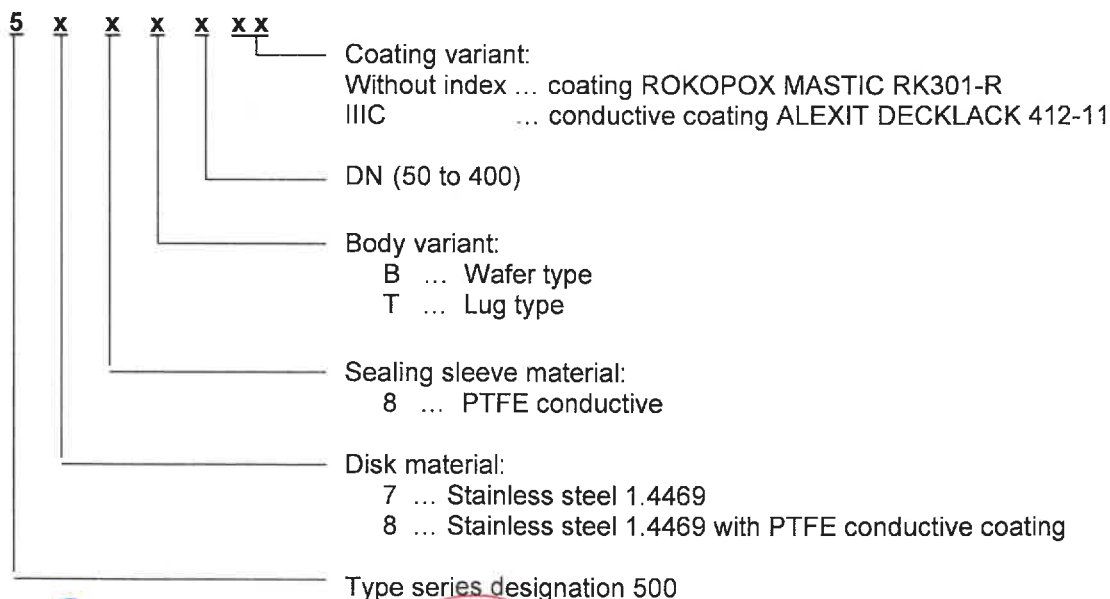 5 x x x x x x
Coating variant:
Without index ... coating ROKOPOX MASTIC RK301-R
IIIC ... conductive coating ALEXIT DECKLACK 412-11
DN (50 to 400)
Body variant:
B ... Wafer type
T ... Lug type
Sealing sleeve material:
8 ... PTFE conductive
Disk material:
7 ... Stainless steel 1.4469
8 ... Stainless steel 1.4469 with PTFE conductive coating
Type series designation 500